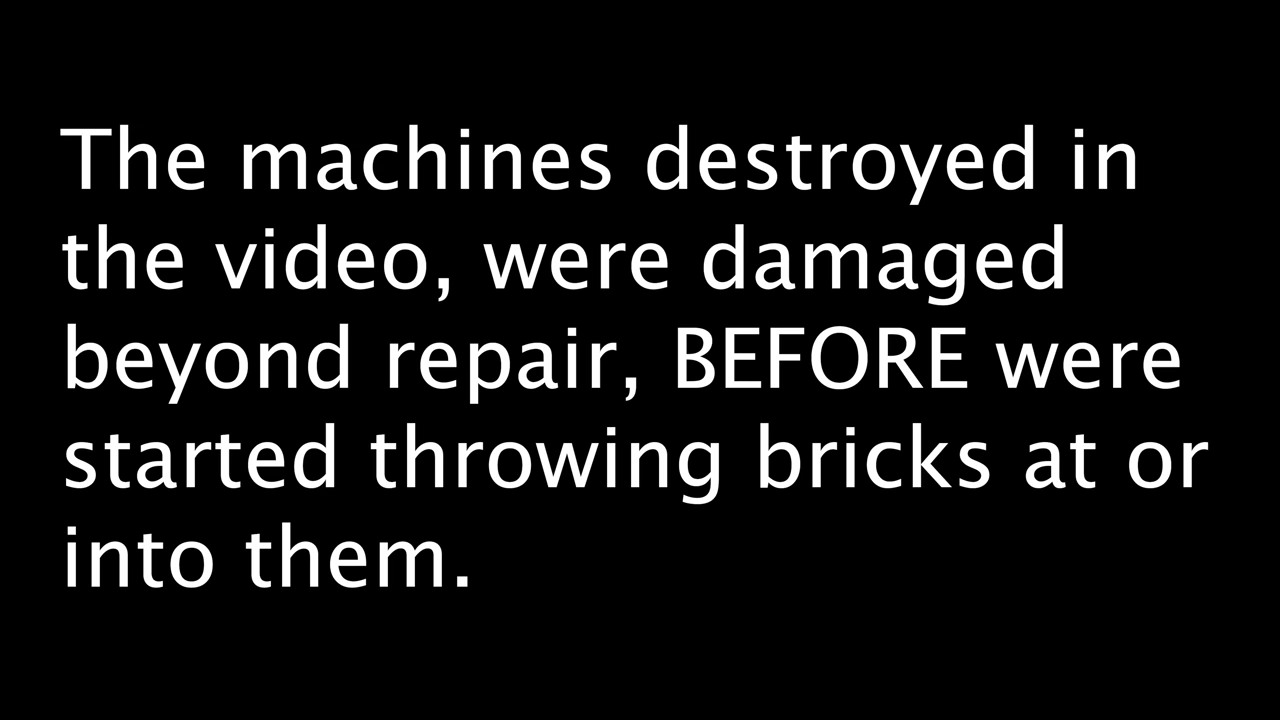 The machines destroyed in
the video, were damaged
beyond repair, BEFORE were
started throwing bricks at or
into them.